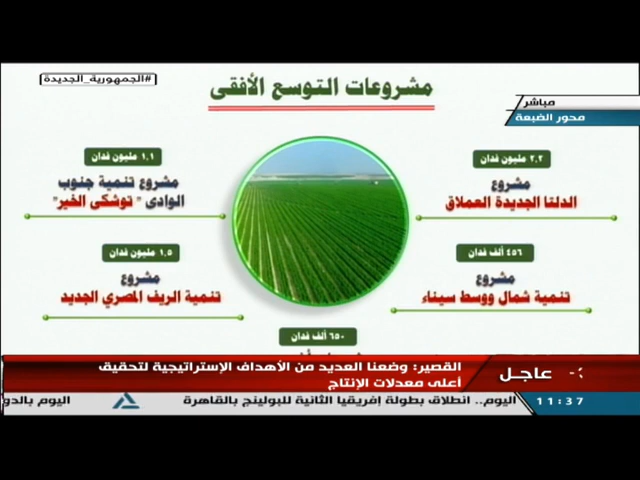 #الجمهورية_الجديدة
مشروعات التوسع الأفقى
مباشر
محور الضبعة
٢,٢ مليون فدان
مشروع
الدلتا الجديدة العملاق
١,١ مليون فدان
مشروع تنمية جنوب
الوادى " توشكى الخير"
٤٥٦ ألف فدان
مشروع
تنمية شمال ووسط سيناء
١,٥ مليون فدان
مشروع
تنمية الريف المصري الجديد
٦٥٠ ألف فدان
عاجل
القصير: وضعنا العديد من الأهداف الإستراتيجية لتحقيق
أعلى معدلات الإنتاج
11:37
اليوم.. انطلاق بطولة إفريقيا الثانية للبولينج بالقاهرة
اليوم بالدو